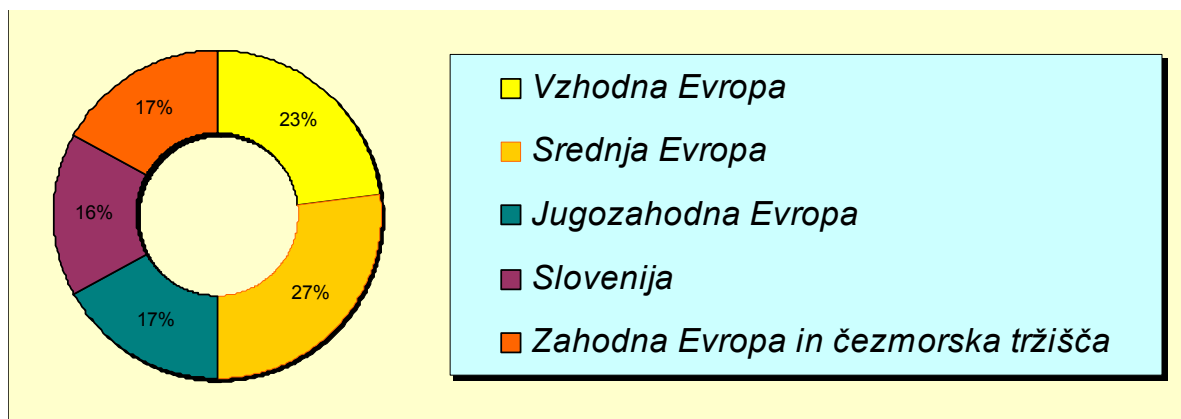 17%
23%
16%
27%
17%
Vzhodna Evropa
Srednja Evropa
Jugozahodna Evropa
Slovenija
Zahodna Evropa in čezmorska tržišča